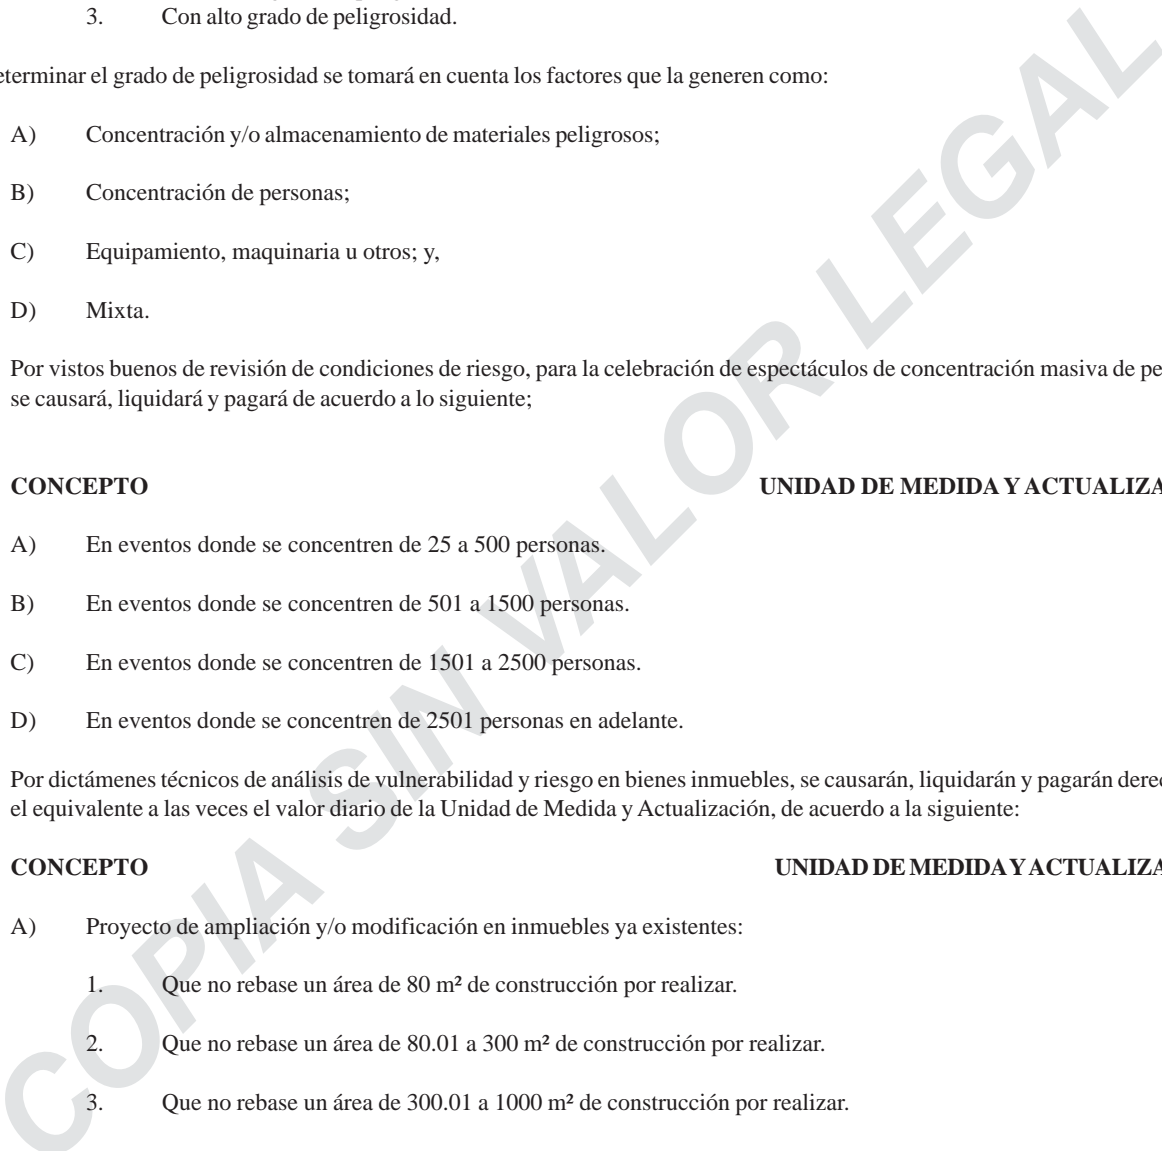 3. Con alto grado de peligrosidad.
eterminar el grado de peligrosidad se tomará en cuenta los factores que la generen como:
A) Concentración y/o almacenamiento de materiales peligrosos;
B) Concentración de personas;
C) Equipamiento, maquinaria u otros; y,
D) Mixta.
Por vistos buenos de revisión de condiciones de riesgo, para la celebración de espectáculos de concentración masiva de pe
se causará, liquidará y pagará de acuerdo a lo siguiente;
CONCEPTO UNIDAD DE MEDIDA Y ACTUALIZA
A) En eventos donde se concentren de 25 a 500 personas.
B) En eventos donde se concentren de 501 a 1500 personas.
C) En eventos donde se concentren de 1501 a 2500 personas.
D) En eventos donde se concentren de 2501 personas en adelante.
Por dictámenes técnicos de análisis de vulnerabilidad y riesgo en bienes inmuebles, se causarán, liquidarán y pagarán dere
el equivalente a las veces el valor diario de la Unidad de Medida y Actualización, de acuerdo a la siguiente:
CONCEPTO UNIDAD DE MEDIDA Y ACTUALIZA
A) Proyecto de ampliación y/o modificación en inmuebles ya existentes:
1. Que no rebase un área de 80 m² de construcción por realizar.
2. Que no rebase un área de 80.01 a 300 m² de construcción por realizar.
3. Que no rebase un área de 300.01 a 1000 m² de construcción por realizar.
COPIA SIN VALOR LEGAL